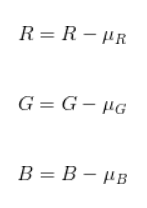 R = R − μ_R
G = G − μ_G
B = B − μ_B